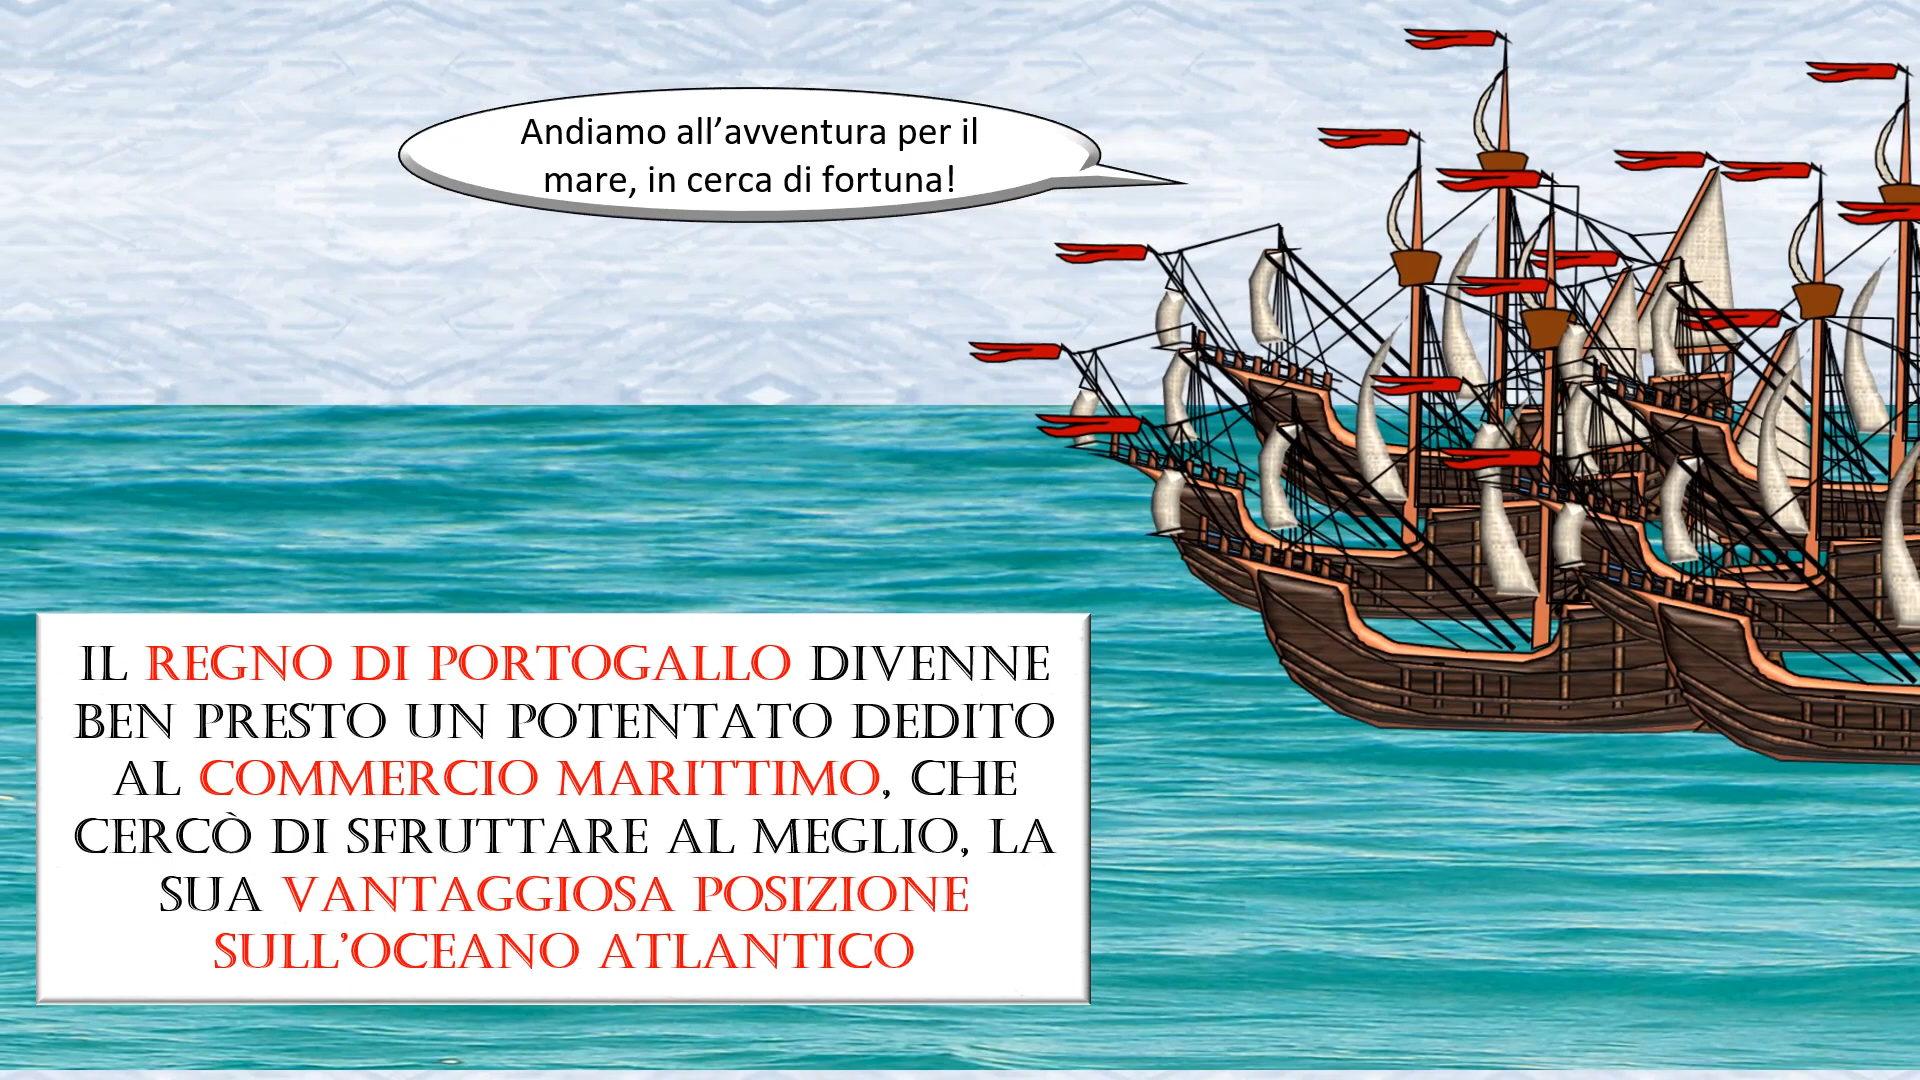 Andiamo all’avventura per il
mare, in cerca di fortuna!
IL REGNO DI PORTOGALLO DIVENNE
BEN PRESTO UN POTENTATO DEDITO
AL COMMERCIO MARITTIMO, CHE
CERCÒ DI SFRUTTARE AL MEGLIO, LA
SUA VANTAGGIOSA POSIZIONE
SULL’OCEANO ATLANTICO